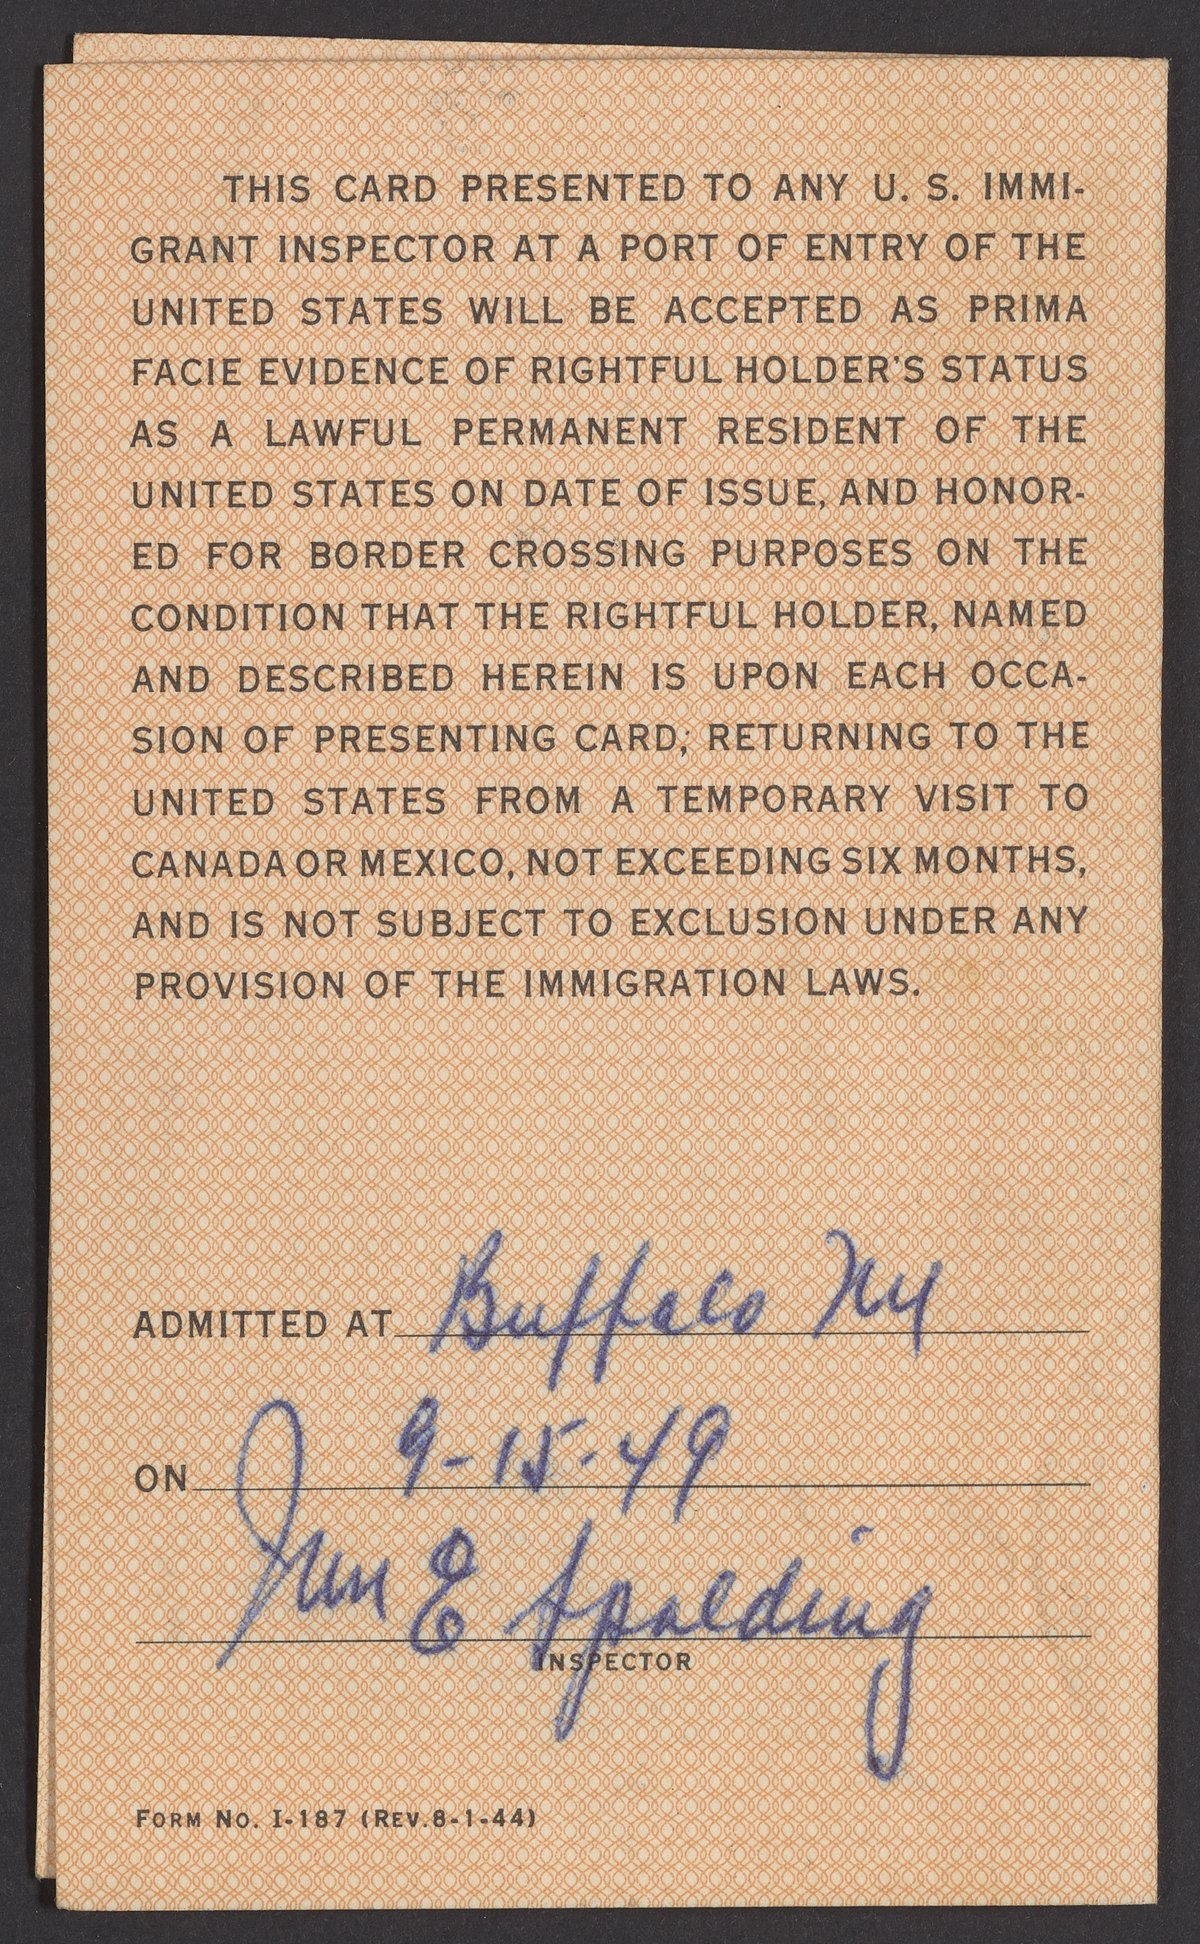 THIS CARD PRESENTED TO ANY U. S. IMMI-
GRANT INSPECTOR AT A PORT OF ENTRY OF THE
UNITED STATES WILL BE ACCEPTED AS PRIMA
FACIE EVIDENCE OF RIGHTFUL HOLDER'S STATUS
AS A LAWFUL PERMANENT RESIDENT OF THE
UNITED STATES ON DATE OF ISSUE, AND HONOR-
ED FOR BORDER CROSSING PURPOSES ON THE
CONDITION THAT THE RIGHTFUL HOLDER, NAMED
AND DESCRIBED HEREIN IS UPON EACH OCCA-
SION OF PRESENTING CARD; RETURNING TO THE
UNITED STATES FROM A TEMPORARY VISIT TO
CANADA OR MEXICO, NOT EXCEEDING SIX MONTHS,
AND IS NOT SUBJECT TO EXCLUSION UNDER ANY
PROVISION OF THE IMMIGRATION LAWS.
ADMITTED AT Buffalo NY
ON 9-15-49
E Spalding
INSPECTOR
FORM NO. I-187 (REV.8-1-44)